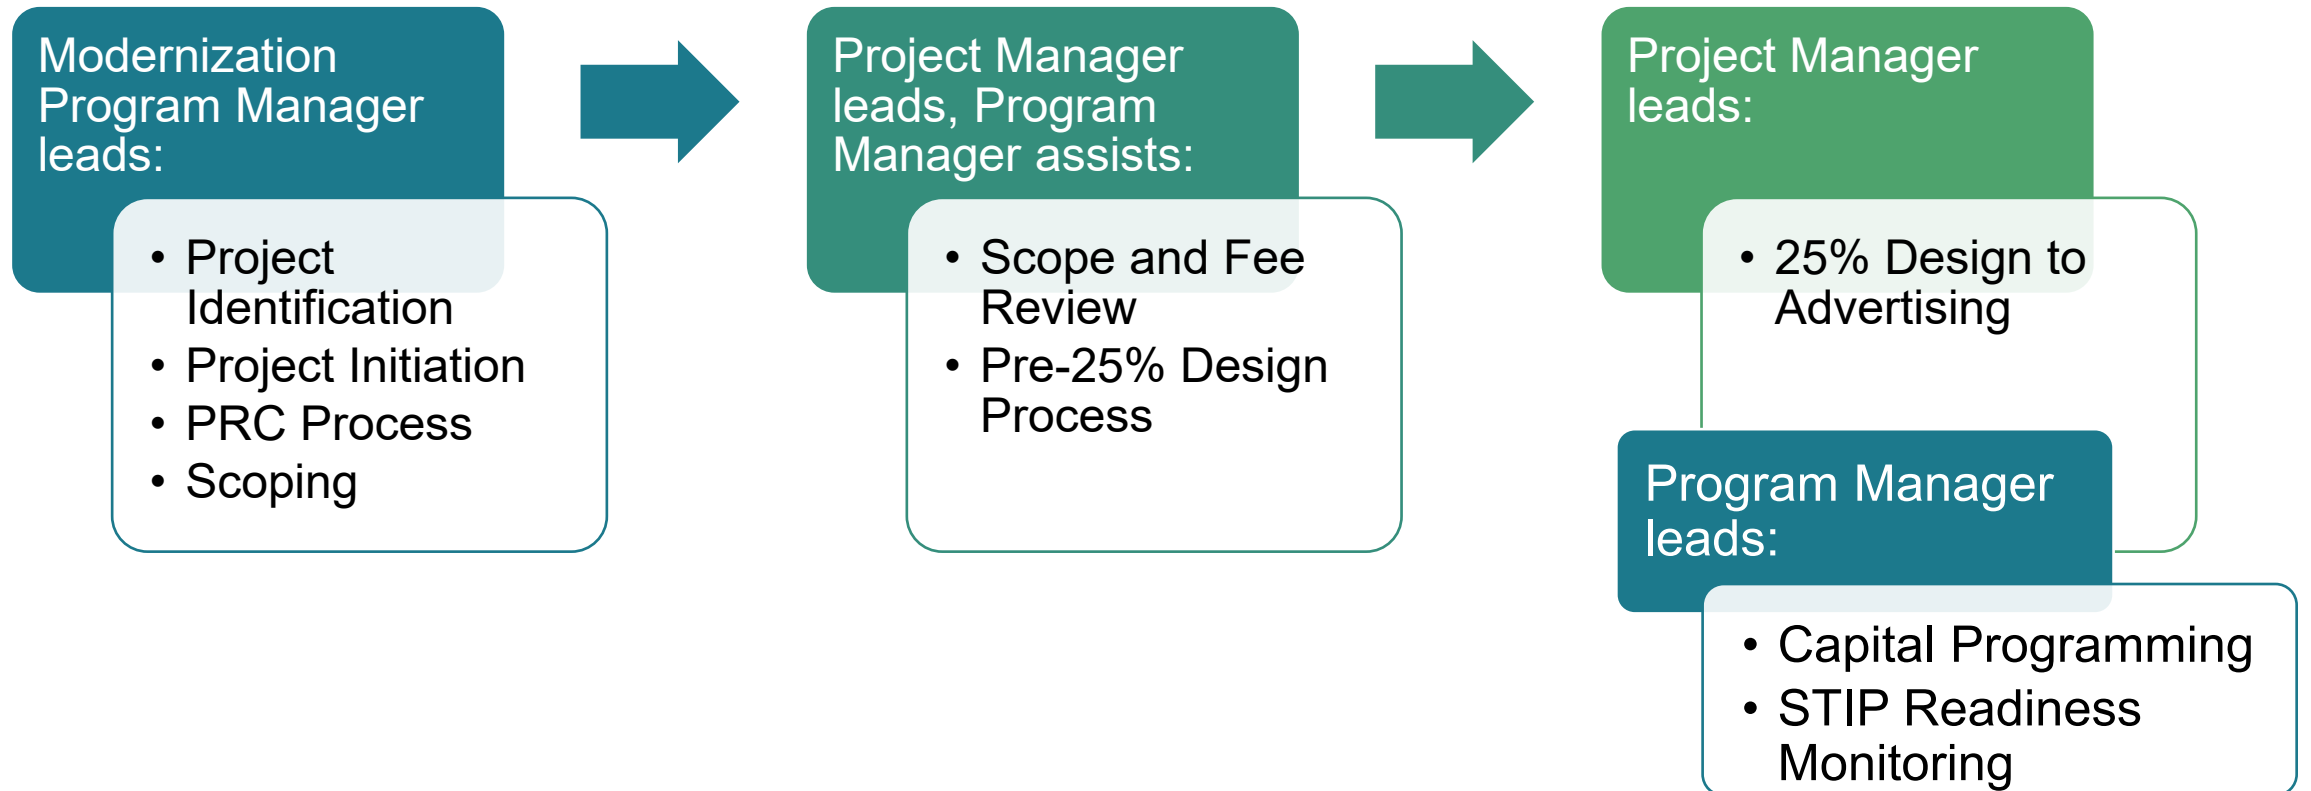 Modernization
Program Manager
leads:
• Project
Identification
• Project Initiation
• PRC Process
• Scoping
Project Manager
leads, Program
Manager assists:
• Scope and Fee
Review
• Pre-25% Design
Process
Project Manager
leads:
• 25% Design to
Advertising
Program Manager
leads:
• Capital Programming
• STIP Readiness
Monitoring